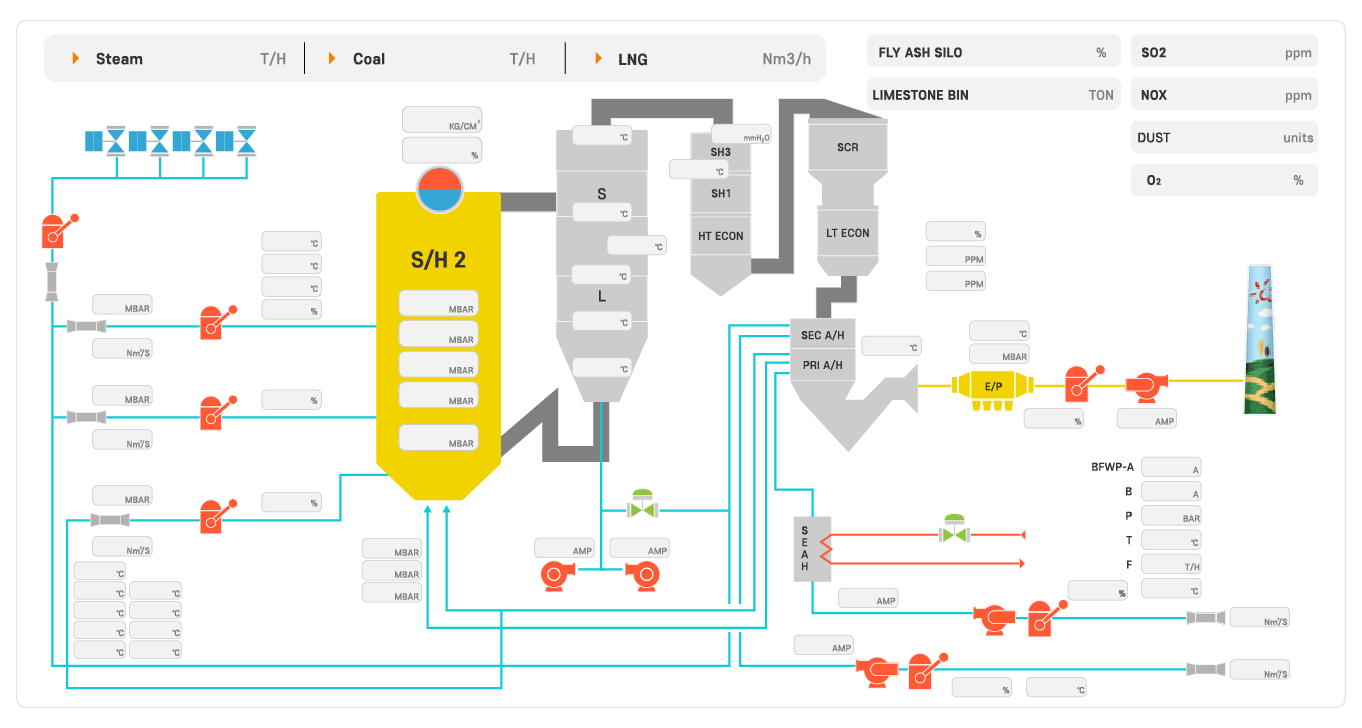 Steam T/H
Coal T/H
LNG Nm3/h
FLY ASH SILO %
SO2 ppm
LIMESTONE BIN TON
NOX ppm
DUST units
O₂ %
KG/CM²
%
°C
mmH₂O
SH3
°C
SCR
S
SH1
°C
°C
HT ECON
LT ECON
%
PPM
PPM
°C
°C
°C
%
S/H 2
°C
L
°C
°C
MBAR
Nm³/S
MBAR
MBAR
MBAR
MBAR
MBAR
SEC A/H
PRI A/H
°C
°C
MBAR
E/P
%
AMP
MBAR
Nm³/S
%
MBAR
Nm³/S
%
°C
°C
°C
°C
°C
°C
°C
°C
°C
MBAR
MBAR
MBAR
AMP
AMP
BFWP-A A
B A
P BAR
T °C
F T/H
°C
S
E
A
H
%
AMP
Nm³/S
AMP
Nm³/S
%
°C